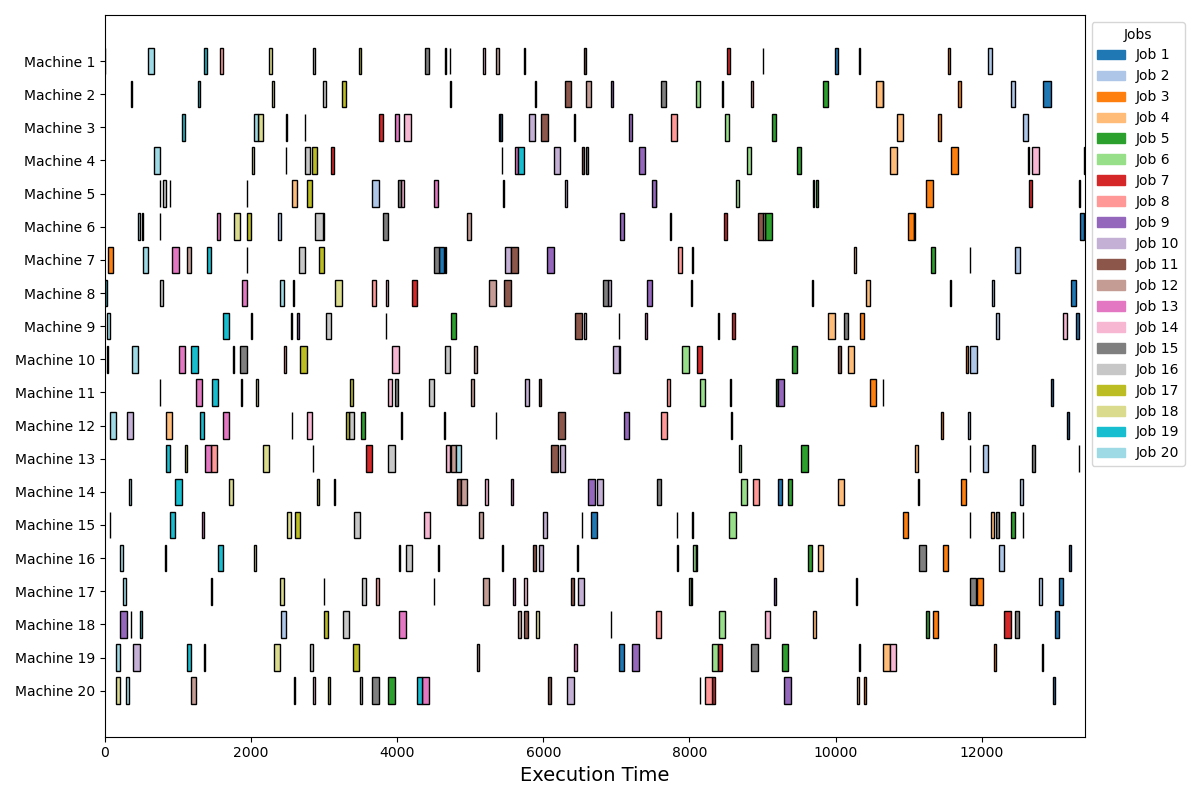 Machine 1
Machine 2
Machine 3
Machine 4
Machine 5
Machine 6
Machine 7
Machine 8
Machine 9
Machine 10
Machine 11
Machine 12
Machine 13
Machine 14
Machine 15
Machine 16
Machine 17
Machine 18
Machine 19
Machine 20
0 2000 4000 6000 8000 10000 12000
Execution Time
Jobs
Job 1
Job 2
Job 3
Job 4
Job 5
Job 6
Job 7
Job 8
Job 9
Job 10
Job 11
Job 12
Job 13
Job 14
Job 15
Job 16
Job 17
Job 18
Job 19
Job 20